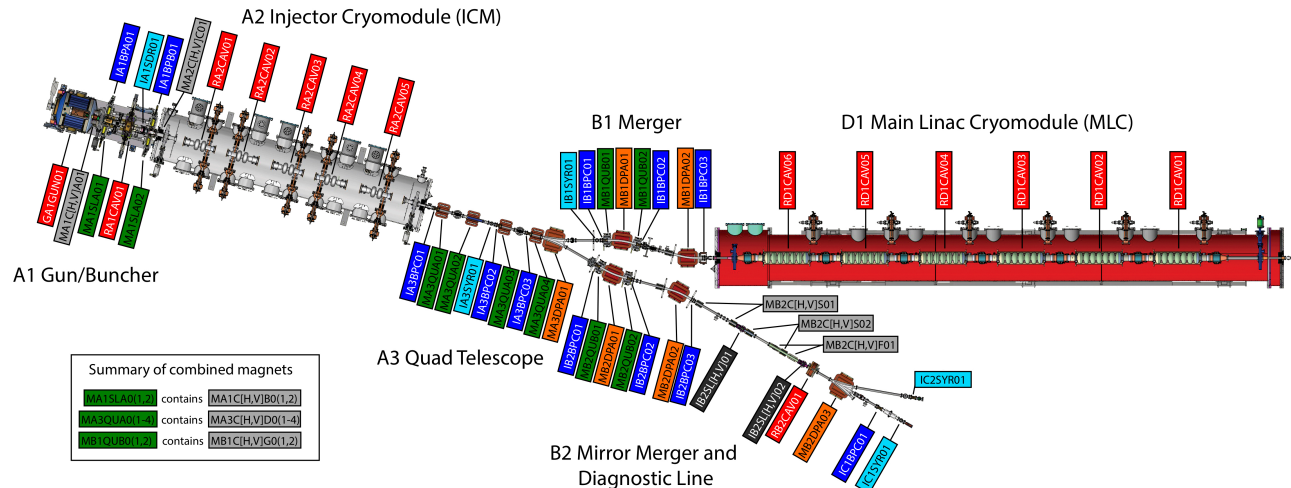 A2 Injector Cryomodule (ICM)
IA1BPA01
IA1SDR01
IA1BPB01
MA2C[H,V]C01
RA2CAV01
RA2CAV02
RA2CAV03
RA2CAV04
RA2CAV05
GA1GUN01
MA1C[H,V]A01
MA1SLA01
RA1CAV01
MA1SLA02
A1 Gun/Buncher
B1 Merger
IB1SYR01
IB1BPC01
MB1QUB01
MB1DPA01
MB1QUB02
IB1BPC02
MB1DPA02
IB1BPC03
D1 Main Linac Cryomodule (MLC)
RD1CAV06
RD1CAV05
RD1CAV04
RD1CAV03
RD1CAV02
RD1CAV01
IA3BPC01
MA3QUA01
MA3QUA02
IA3SYR01
IA3BPC02
MA3QUA03
IA3BPC03
MA3QUA04
MA3DPA01
A3 Quad Telescope
IB2BPC01
MB2QUB01
MB2DPA01
MB2QUB02
IB2BPC02
MB2DPA02
IB2BPC03
MB2C[H,V]S01
MB2C[H,V]S02
MB2C[H,V]F01
IB2SL[H,V]01
IB2SL[H,V]02
RB2CAV01
MB2DPA03
IC2SYR01
IC1BPC01
IC1SYR01
B2 Mirror Merger and
Diagnostic Line
Summary of combined magnets
MA1SLA0(1,2) contains MA1C[H,V]B0(1,2)
MA3QUA0(1-4) contains MA3C[H,V]D0(1-4)
MB1QUB0(1,2) contains MB1C[H,V]G0(1,2)